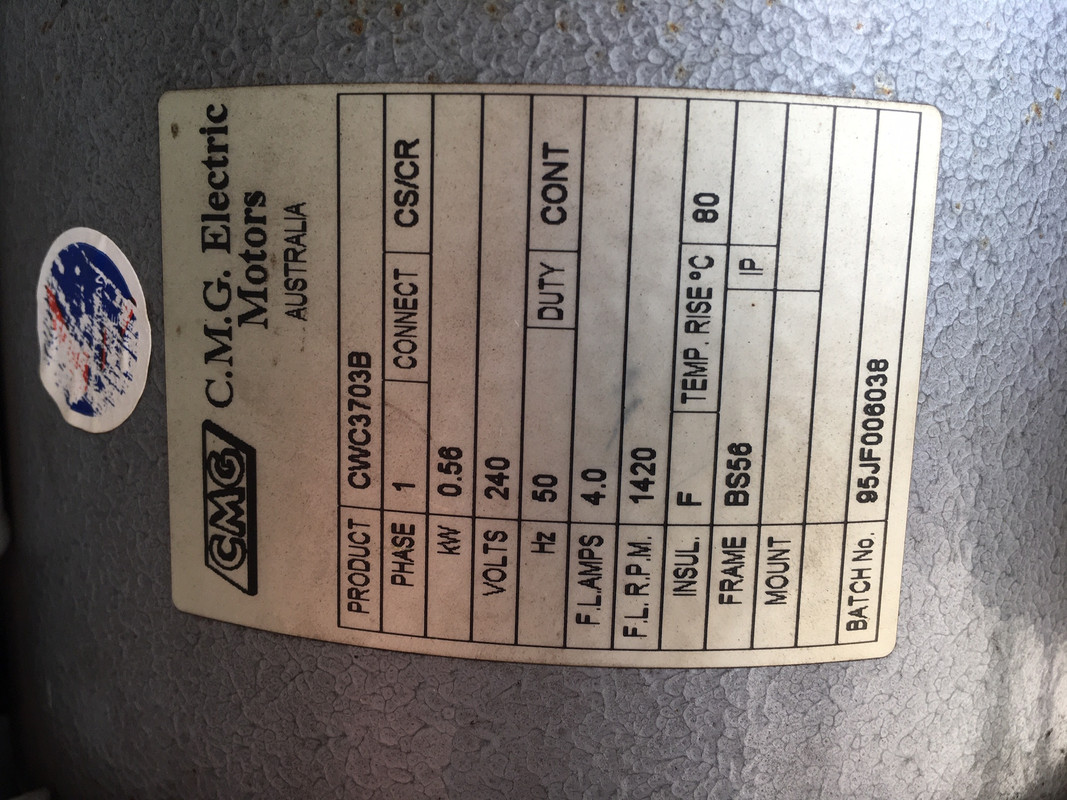 CMG C.M.G. Electric
Motors
AUSTRALIA
PRODUCT CWC3703B
PHASE 1 CONNECT CS/CR
kW 0.56
VOLTS 240
Hz 50 DUTY CONT
F.L.AMPS 4.0
F.L.R.P.M. 1420
INSUL. F TEMP. RISE °C 80
FRAME BS56 IP
MOUNT
BATCH No. 95JF006038